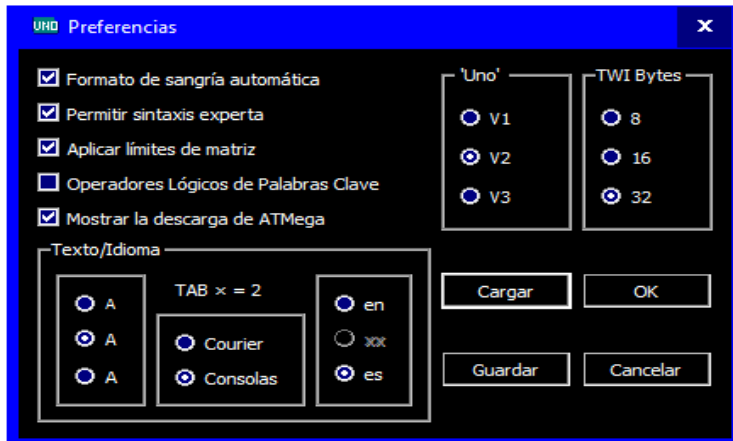 UNO Preferencias x
Formato de sangría automática
Permitir sintaxis experta
Aplicar límites de matriz
Operadores Lógicos de Palabras Clave
Mostrar la descarga de ATMega
'Uno'
V1
V2
V3
TWI Bytes
8
16
32
Texto/Idioma
A
A
A
TAB × = 2
Courier
Consolas
en
xx
es
Cargar
OK
Guardar
Cancelar